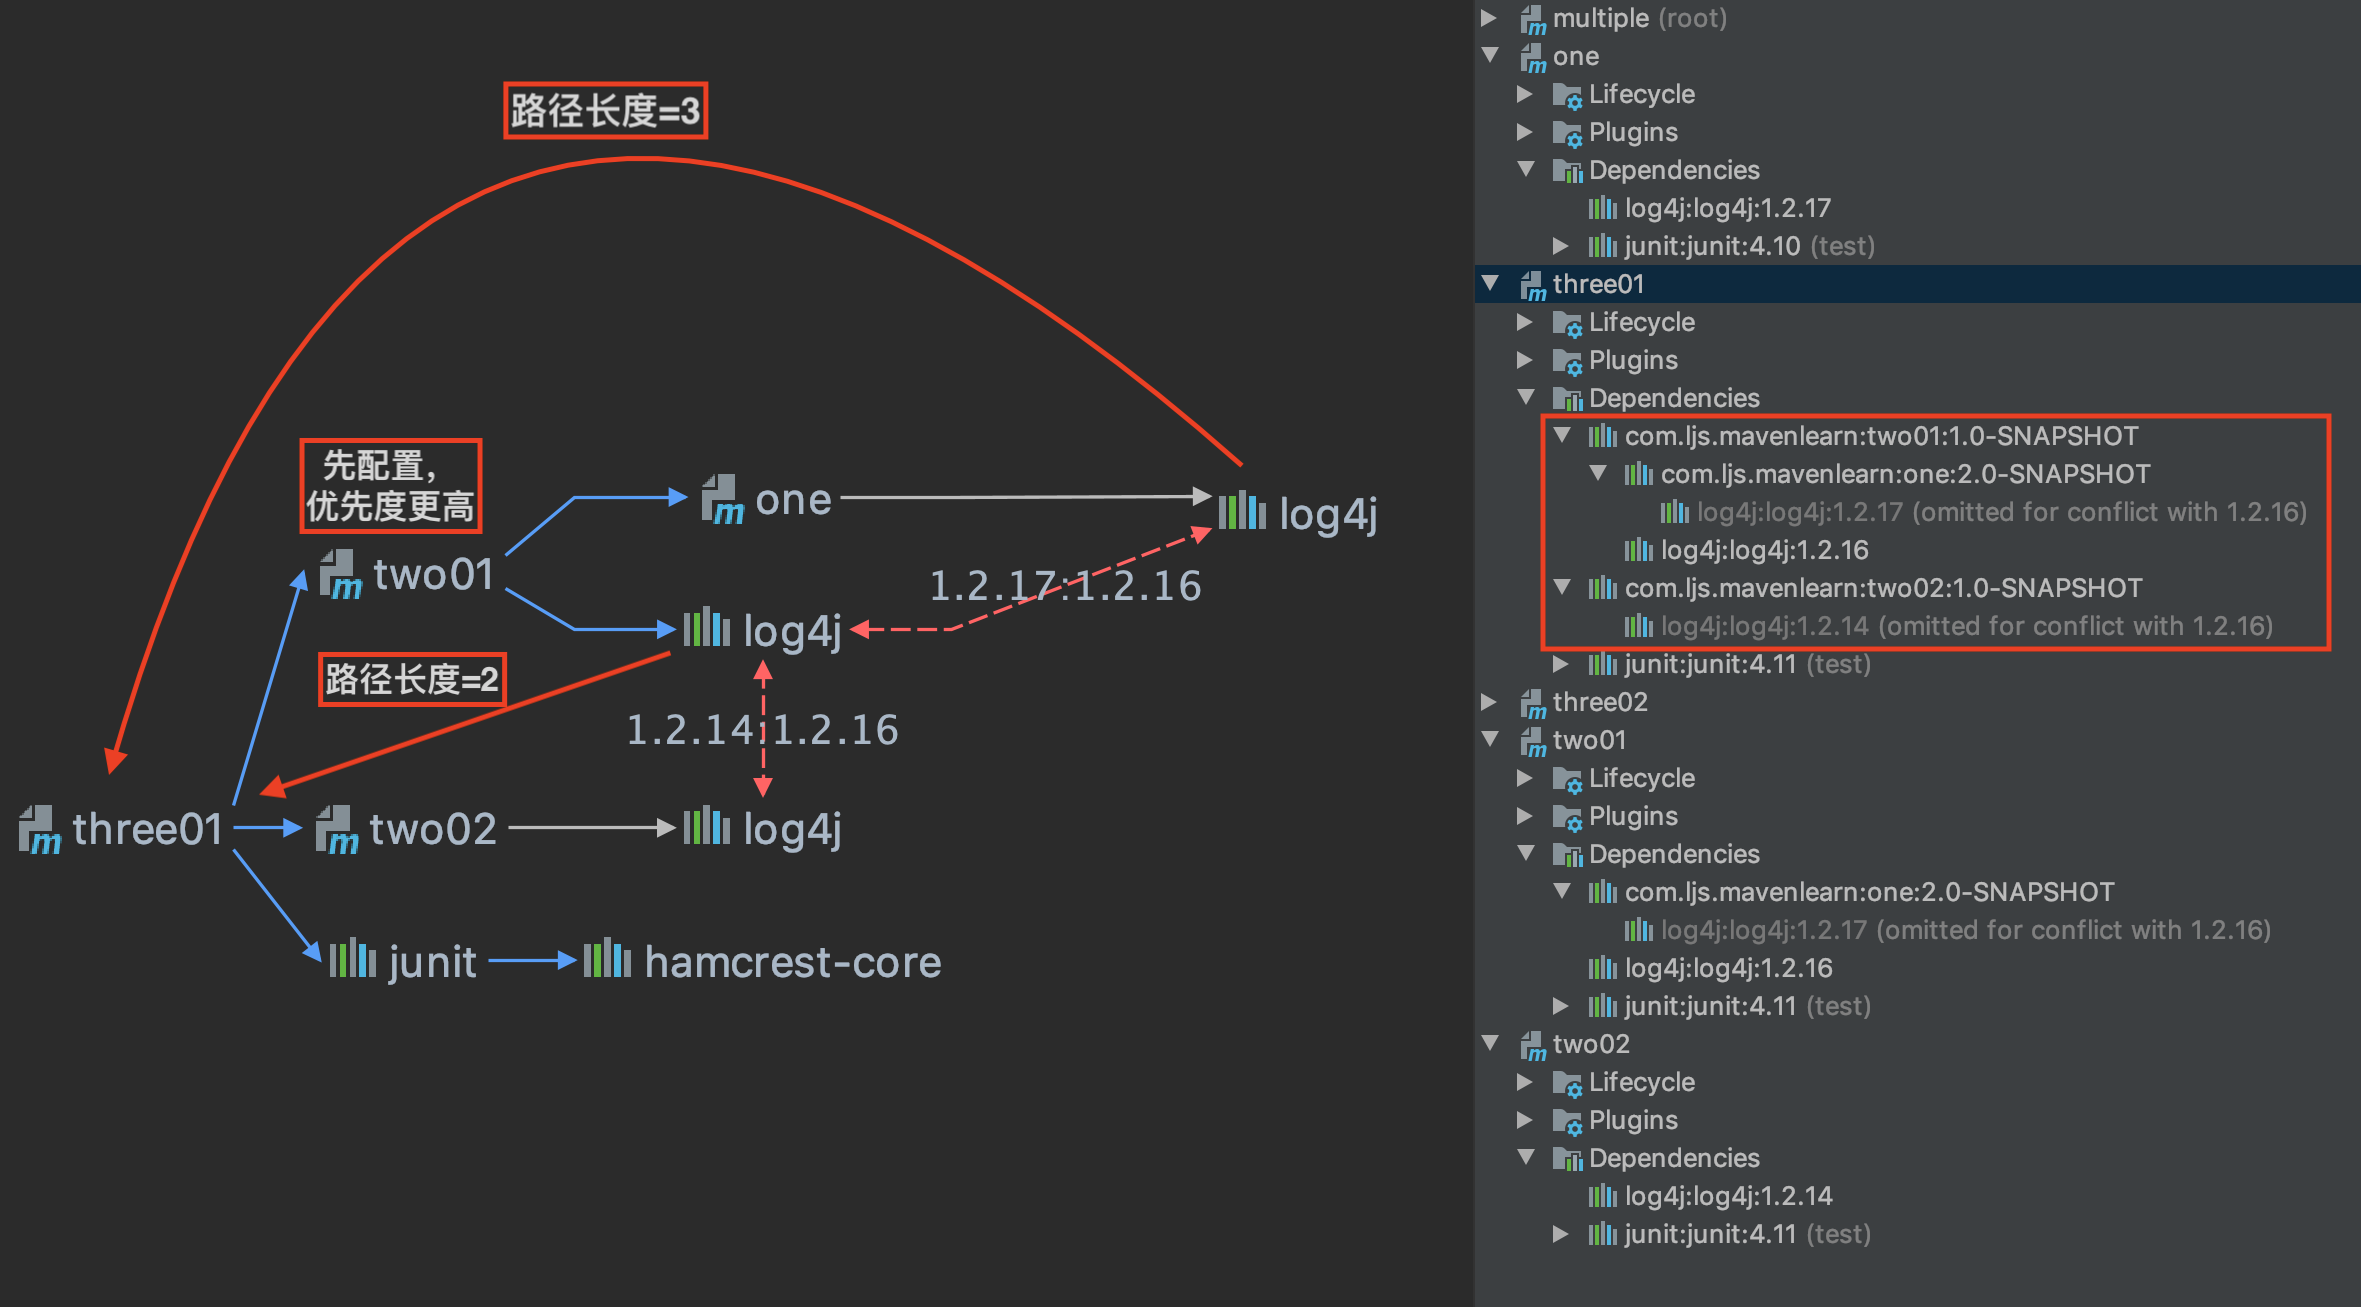 路径长度=3
先配置，
优先度更高
one
log4j
two01
1.2.17:1.2.16
log4j
路径长度=2
1.2.14:1.2.16
three01
two02
log4j
junit
hamcrest-core
multiple (root)
one
Lifecycle
Plugins
Dependencies
log4j:log4j:1.2.17
junit:junit:4.10 (test)
three01
Lifecycle
Plugins
Dependencies
com.ljs.mavenlearn:two01:1.0-SNAPSHOT
com.ljs.mavenlearn:one:2.0-SNAPSHOT
log4j:log4j:1.2.17 (omitted for conflict with 1.2.16)
log4j:log4j:1.2.16
com.ljs.mavenlearn:two02:1.0-SNAPSHOT
log4j:log4j:1.2.14 (omitted for conflict with 1.2.16)
junit:junit:4.11 (test)
three02
two01
Lifecycle
Plugins
Dependencies
com.ljs.mavenlearn:one:2.0-SNAPSHOT
log4j:log4j:1.2.17 (omitted for conflict with 1.2.16)
log4j:log4j:1.2.16
junit:junit:4.11 (test)
two02
Lifecycle
Plugins
Dependencies
log4j:log4j:1.2.14
junit:junit:4.11 (test)